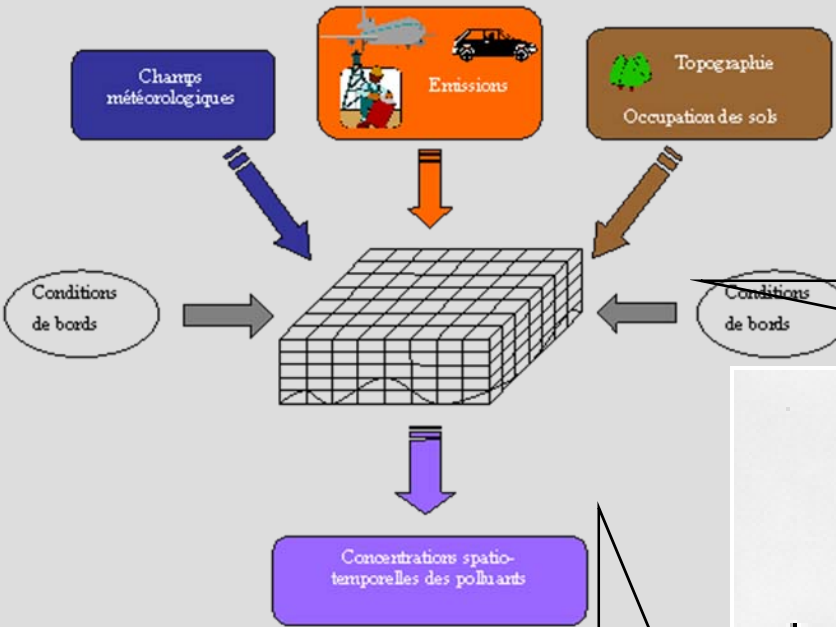 Champs
météorologiques
Emissions
Topographie
Occupation des sols
Conditions
de bords
Conditions
de bords
Concentrations spatio-
temporelles des polluants